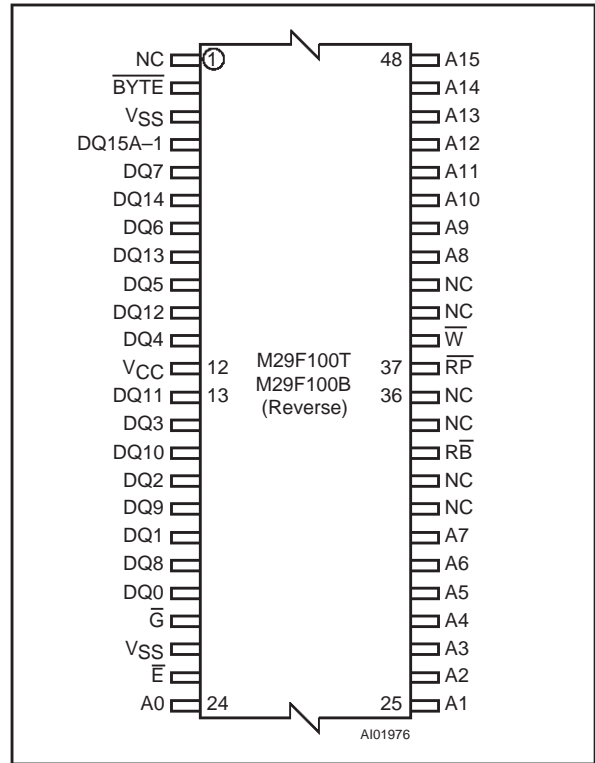 NC 1 48 A15
B̅Y̅T̅E̅ A14
VSS A13
DQ15A–1 A12
DQ7 A11
DQ14 A10
DQ6 A9
DQ13 A8
DQ5 NC
DQ12 NC
DQ4 W̅
VCC 12 M29F100T 37 R̅P̅
DQ11 13 M29F100B 36 NC
(Reverse)
DQ3 NC
DQ10 RB̅
DQ2 NC
DQ9 NC
DQ1 A7
DQ8 A6
DQ0 A5
G̅ A4
VSS A3
E̅ A2
A0 24 25 A1
AI01976